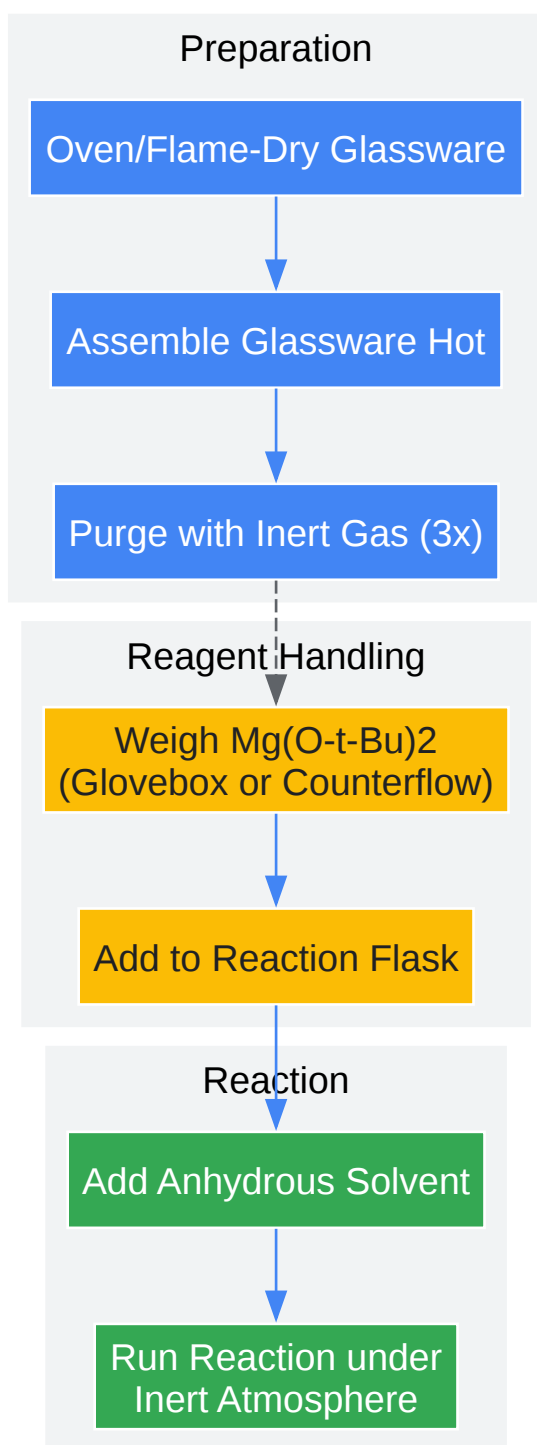 Preparation
Oven/Flame-Dry Glassware
Assemble Glassware Hot
Purge with Inert Gas (3x)
Reagent Handling
Weigh Mg(O-t-Bu)2
(Glovebox or Counterflow)
Add to Reaction Flask
Reaction
Add Anhydrous Solvent
Run Reaction under
Inert Atmosphere